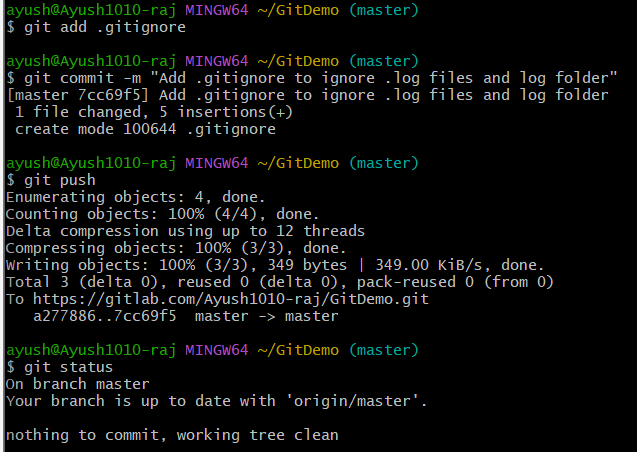 ayush@Ayush1010-raj MINGW64 ~/GitDemo (master)
$ git add .gitignore
ayush@Ayush1010-raj MINGW64 ~/GitDemo (master)
$ git commit -m "Add .gitignore to ignore .log files and log folder"
[master 7cc69f5] Add .gitignore to ignore .log files and log folder
 1 file changed, 5 insertions(+)
 create mode 100644 .gitignore
ayush@Ayush1010-raj MINGW64 ~/GitDemo (master)
$ git push
Enumerating objects: 4, done.
Counting objects: 100% (4/4), done.
Delta compression using up to 12 threads
Compressing objects: 100% (3/3), done.
Writing objects: 100% (3/3), 349 bytes | 349.00 KiB/s, done.
Total 3 (delta 0), reused 0 (delta 0), pack-reused 0 (from 0)
To https://gitlab.com/Ayush1010-raj/GitDemo.git
   a277886..7cc69f5  master -> master
ayush@Ayush1010-raj MINGW64 ~/GitDemo (master)
$ git status
On branch master
Your branch is up to date with 'origin/master'.
nothing to commit, working tree clean